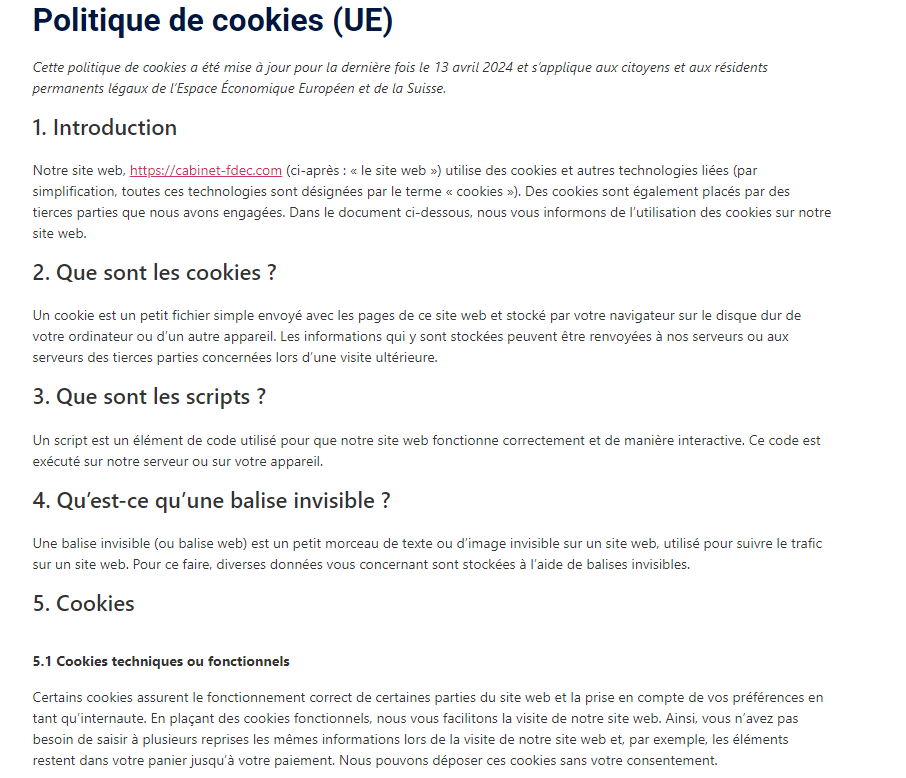 Politique de cookies (UE)
Cette politique de cookies a été mise à jour pour la dernière fois le 13 avril 2024 et s'applique aux citoyens et aux résidents
permanents légaux de l'Espace Économique Européen et de la Suisse.
1. Introduction
Notre site web, https://cabinet-fdec.com (ci-après : « le site web ») utilise des cookies et autres technologies liées (par
simplification, toutes ces technologies sont désignées par le terme « cookies »). Des cookies sont également placés par des
tierces parties que nous avons engagées. Dans le document ci-dessous, nous vous informons de l'utilisation des cookies sur notre
site web.
2. Que sont les cookies ?
Un cookie est un petit fichier simple envoyé avec les pages de ce site web et stocké par votre navigateur sur le disque dur de
votre ordinateur ou d'un autre appareil. Les informations qui y sont stockées peuvent être renvoyées à nos serveurs ou aux
serveurs des tierces parties concernées lors d'une visite ultérieure.
3. Que sont les scripts ?
Un script est un élément de code utilisé pour que notre site web fonctionne correctement et de manière interactive. Ce code est
exécuté sur notre serveur ou sur votre appareil.
4. Qu'est-ce qu'une balise invisible ?
Une balise invisible (ou balise web) est un petit morceau de texte ou d'image invisible sur un site web, utilisé pour suivre le trafic
sur un site web. Pour ce faire, diverses données vous concernant sont stockées à l'aide de balises invisibles.
5. Cookies
5.1 Cookies techniques ou fonctionnels
Certains cookies assurent le fonctionnement correct de certaines parties du site web et la prise en compte de vos préférences en
tant qu'internaute. En plaçant des cookies fonctionnels, nous vous facilitons la visite de notre site web. Ainsi, vous n'avez pas
besoin de saisir à plusieurs reprises les mêmes informations lors de la visite de notre site web et, par exemple, les éléments
restent dans votre panier jusqu'à votre paiement. Nous pouvons déposer ces cookies sans votre consentement.